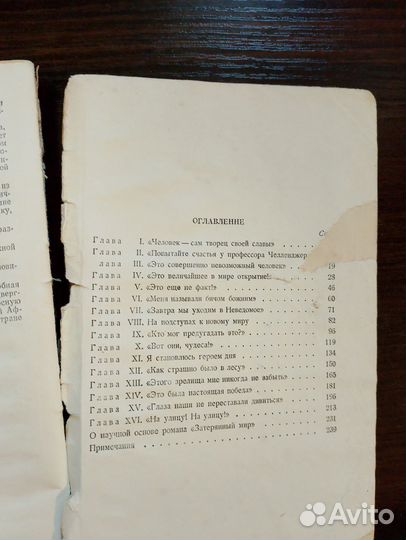 ОГЛАВЛЕНИЕ
Глава I. «Человек — сам творец своей славы»
Глава II. «Попытайте счастья у профессора Челленджер
лава III. «Это совершенно невозможный человек» 19
Глава IV. «Это величайшее в мире открытие!» 28
Глава V. «Это еще не факт!» 46
Глава VI. «Меня называли бичом божиим» 60
Глава VII. «Завтра мы уходим в Неведомое» 71
Глава VIII. На подступах к новому миру 82
Глава IX. «Кто мог предугадать это?» 95
Глава X. «Вот они, чудеса!» 119
Глава XI. Я становлюсь героем дня 134
Глава XII. «Как страшно было в лесу» 150
Глава XIII. «Этого зрелища мне никогда не забыть» 165
Глава XIV. «Это была настоящая победа» 181
Глава XV. «Глаза наши не переставали дивиться» 196
Глава XVI. «На улицу! На улицу!» 213
О научной основе романа «Затерянный мир» 231
Примечания 239
Avito